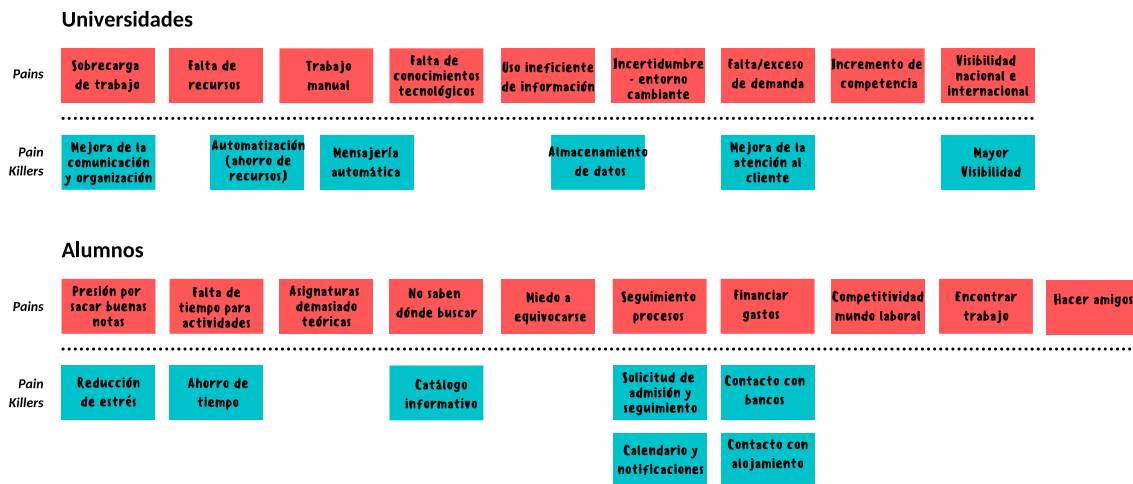 Universidades
Pains
Sobrecarga
de trabajo
Falta de
recursos
Trabajo
manual
Falta de
conocimientos
tecnológicos
Uso ineficiente
de información
Incertidumbre
- entorno
cambiante
Falta/exceso
de demanda
Incremento de
competencia
Visibilidad
nacional e
internacional
Pain
Killers
Mejora de la
comunicación
y organización
Automatización
(ahorro de
recursos)
Mensajería
automática
Almacenamiento
de datos
Mejora de la
atención al
cliente
Mayor
Visibilidad
Alumnos
Pains
Presión por
sacar buenas
notas
Falta de
tiempo para
actividades
Asignaturas
demasiado
teóricas
No saben
dónde buscar
Miedo a
equivocarse
Seguimiento
procesos
Financiar
gastos
Competitividad
mundo laboral
Encontrar
trabajo
Hacer amigos
Pain
Killers
Reducción
de estrés
Ahorro de
tiempo
Catálogo
informativo
Solicitud de
admisión y
seguimiento
Contacto con
bancos
Calendario y
notificaciones
Contacto con
alojamiento